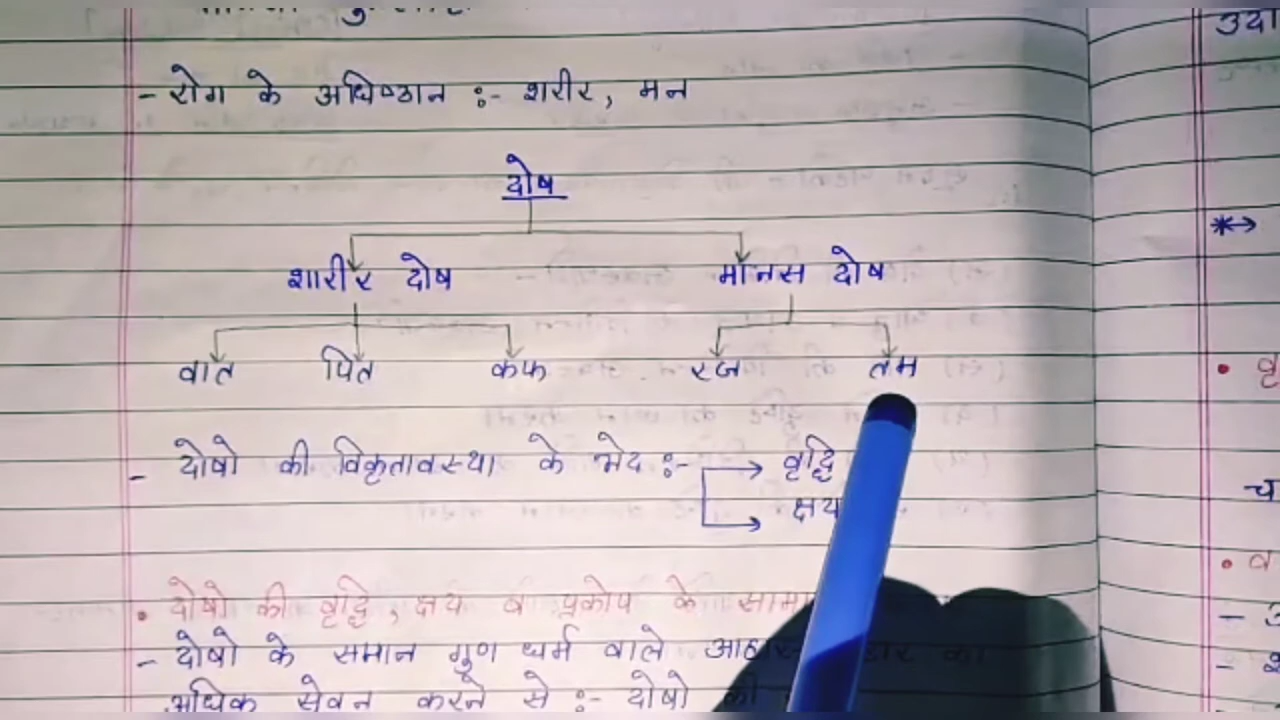 - रोग के अधिष्ठान :- शरीर, मन
दोष
शारीर दोष मानस दोष
वात पित कफ रज तम
- दोषो की विकृतावस्था के भेद :- → वृद्धि
→ क्षय
• दोषो की वृद्धि, क्षय व प्रकोप के
- दोषो के समान गुण धर्म वाले का
अधिक सेवन करने से :- दोषो की